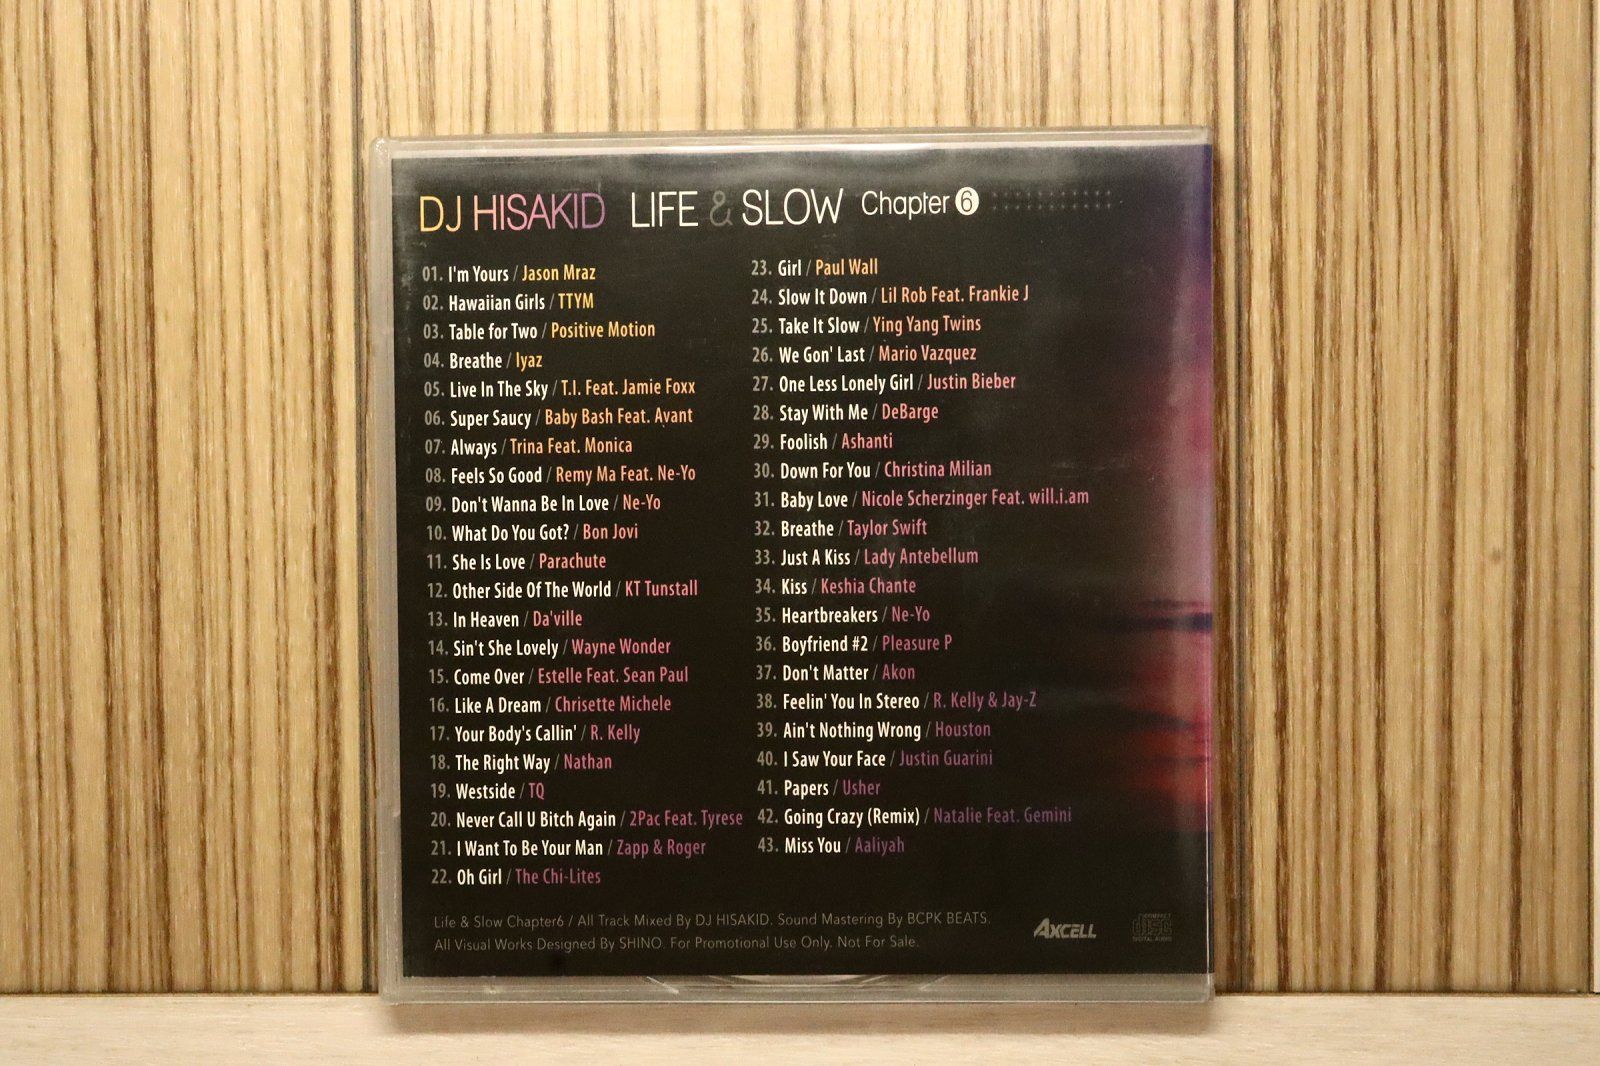 DJ HISAKID LIFE & SLOW Chapter 6
01. I'm Yours / Jason Mraz
02. Hawaiian Girls / TTYM
03. Table for Two / Positive Motion
04. Breathe / Iyaz
05. Live In The Sky / T.I. Feat. Jamie Foxx
06. Super Saucy / Baby Bash Feat. Avant
07. Always / Trina Feat. Monica
08. Feels So Good / Remy Ma Feat. Ne-Yo
09. Don't Wanna Be In Love / Ne-Yo
10. What Do You Got? / Bon Jovi
11. She Is Love / Parachute
12. Other Side Of The World / KT Tunstall
13. In Heaven / Da'ville
14. Sin't She Lovely / Wayne Wonder
15. Come Over / Estelle Feat. Sean Paul
16. Like A Dream / Chrisette Michele
17. Your Body's Callin' / R. Kelly
18. The Right Way / Nathan
19. Westside / TQ
20. Never Call U Bitch Again / 2Pac Feat. Tyrese
21. I Want To Be Your Man / Zapp & Roger
22. Oh Girl / The Chi-Lites
23. Girl / Paul Wall
24. Slow It Down / Lil Rob Feat. Frankie J
25. Take It Slow / Ying Yang Twins
26. We Gon' Last / Mario Vazquez
27. One Less Lonely Girl / Justin Bieber
28. Stay With Me / DeBarge
29. Foolish / Ashanti
30. Down For You / Christina Milian
31. Baby Love / Nicole Scherzinger Feat. will.i.am
32. Breathe / Taylor Swift
33. Just A Kiss / Lady Antebellum
34. Kiss / Keshia Chante
35. Heartbreakers / Ne-Yo
36. Boyfriend #2 / Pleasure P
37. Don't Matter / Akon
38. Feelin' You In Stereo / R. Kelly & Jay-Z
39. Ain't Nothing Wrong / Houston
40. I Saw Your Face / Justin Guarini
41. Papers / Usher
42. Going Crazy (Remix) / Natalie Feat. Gemini
43. Miss You / Aaliyah
Life & Slow Chapter6 / All Track Mixed By DJ HISAKID. Sound Mastering By BCPK BEATS.
All Visual Works Designed By SHINO. For Promotional Use Only. Not For Sale.
AXCELL
COMPACT
disc
DIGITAL AUDIO